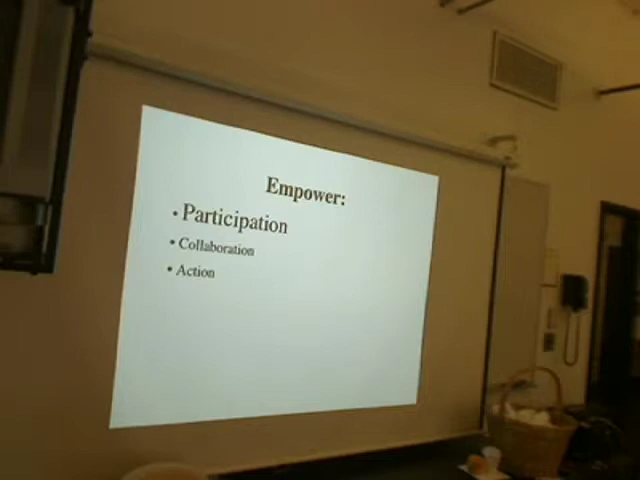 Empower:
• Participation
• Collaboration
• Action